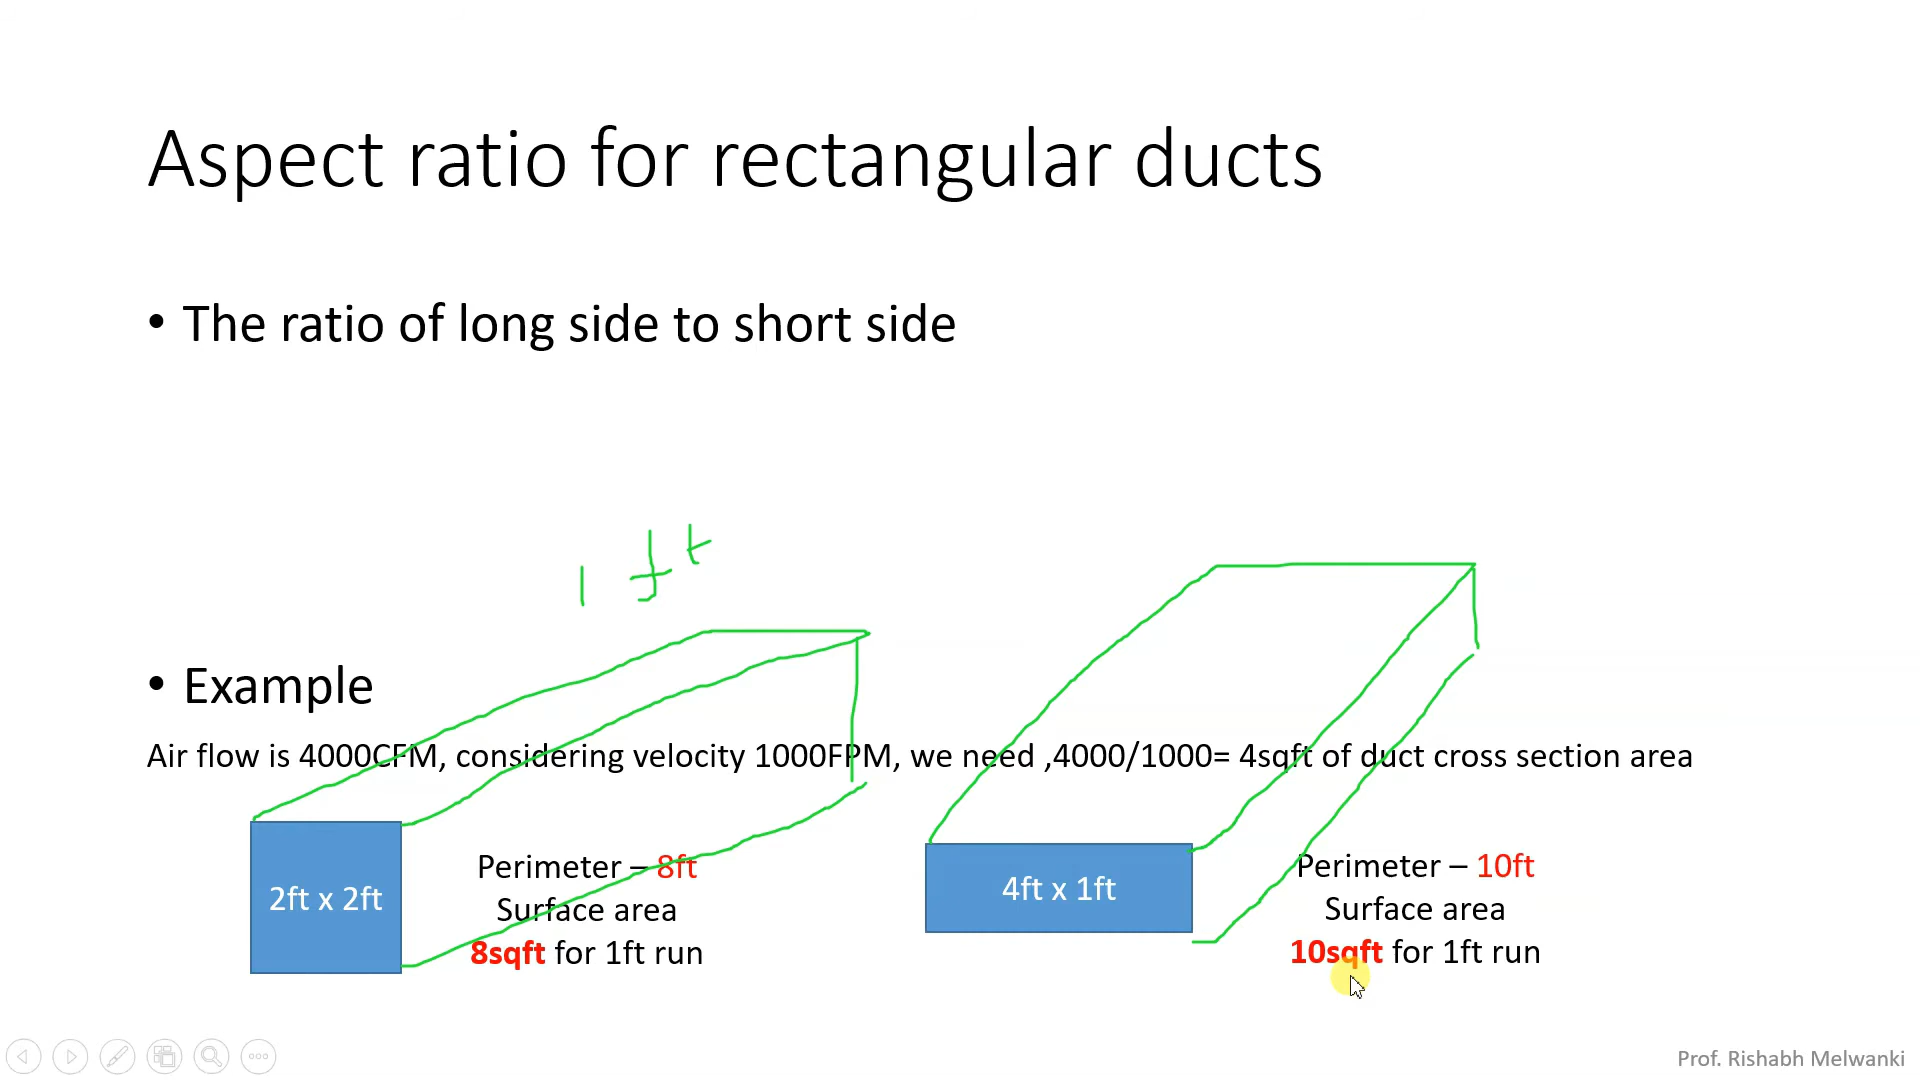 Aspect ratio for rectangular ducts
• The ratio of long side to short side
1 ft
• Example
Air flow is 4000CFM, considering velocity 1000FPM, we need ,4000/1000= 4sqft of duct cross section area
2ft x 2ft
Perimeter – 8ft
Surface area
8sqft for 1ft run
4ft x 1ft
Perimeter – 10ft
Surface area
10sqft for 1ft run
Prof. Rishabh Melwanki